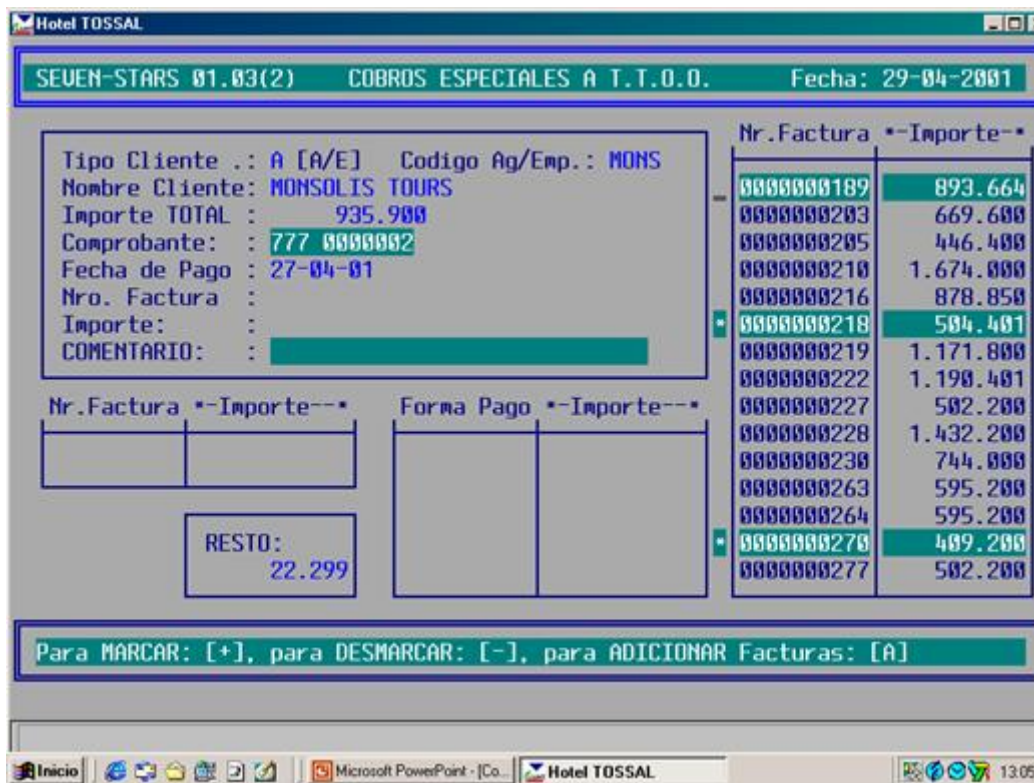 Hotel TOSSAL
SEVEN-STARS 01.03(2) COBROS ESPECIALES A T.T.O.O. Fecha: 29-04-2001
Tipo Cliente .: A [A/E] Codigo Ag/Emp.: MONS
Nombre Cliente: MONSOLIS TOURS
Importe TOTAL : 935.900
Comprobante: : 777 0000002
Fecha de Pago : 27-04-01
Nro. Factura :
Importe: :
COMENTARIO: :
Nr.Factura *-Importe--*
Forma Pago *-Importe--*
RESTO:
22.299
Nr.Factura *-Importe-*
0000000189 893.664
0000000203 669.600
0000000205 446.400
0000000210 1.674.000
0000000216 878.850
* 0000000218 504.401
0000000219 1.171.800
0000000222 1.190.401
0000000227 502.200
0000000228 1.432.200
0000000230 744.000
0000000263 595.200
0000000264 595.200
* 0000000270 409.200
0000000277 502.200
Para MARCAR: [+], para DESMARCAR: [-], para ADICIONAR Facturas: [A]
Inicio Microsoft PowerPoint - [Co... Hotel TOSSAL